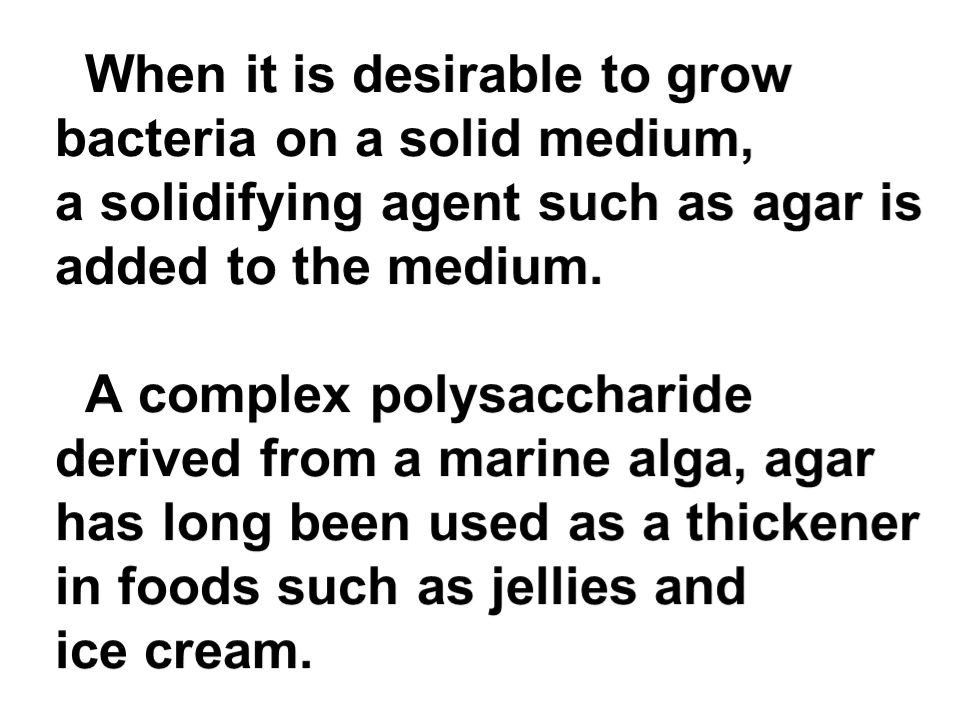 When it is desirable to grow
bacteria on a solid medium,
a solidifying agent such as agar is
added to the medium.
A complex polysaccharide
derived from a marine alga, agar
has long been used as a thickener
in foods such as jellies and
ice cream.